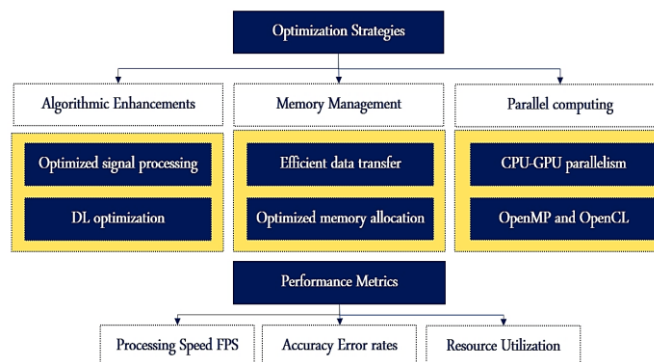 Optimization Strategies
Algorithmic Enhancements
Memory Management
Parallel computing
Optimized signal processing
Efficient data transfer
CPU-GPU parallelism
DL optimization
Optimized memory allocation
OpenMP and OpenCL
Performance Metrics
Processing Speed FPS
Accuracy Error rates
Resource Utilization